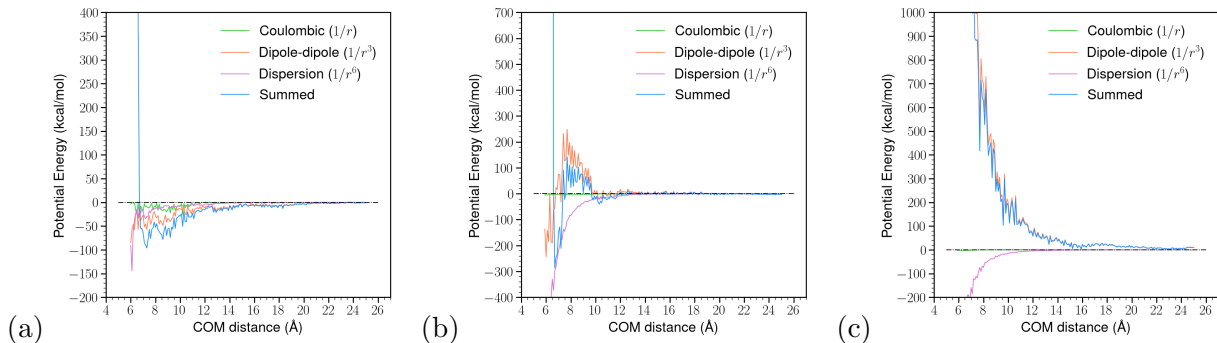 400
350
300
250
200
150
100
50
0
−50
−100
−150
−200
Potential Energy (kcal/mol)
Coulombic (1/r)
Dipole-dipole (1/r³)
Dispersion (1/r⁶)
Summed
4 6 8 10 12 14 16 18 20 22 24 26
COM distance (Å)
(a)
700
600
500
400
300
200
100
0
−100
−200
−300
−400
Potential Energy (kcal/mol)
Coulombic (1/r)
Dipole-dipole (1/r³)
Dispersion (1/r⁶)
Summed
4 6 8 10 12 14 16 18 20 22 24 26
COM distance (Å)
(b)
1000
900
800
700
600
500
400
300
200
100
0
−100
−200
Potential Energy (kcal/mol)
Coulombic (1/r)
Dipole-dipole (1/r³)
Dispersion (1/r⁶)
Summed
4 6 8 10 12 14 16 18 20 22 24 26
COM distance (Å)
(c)